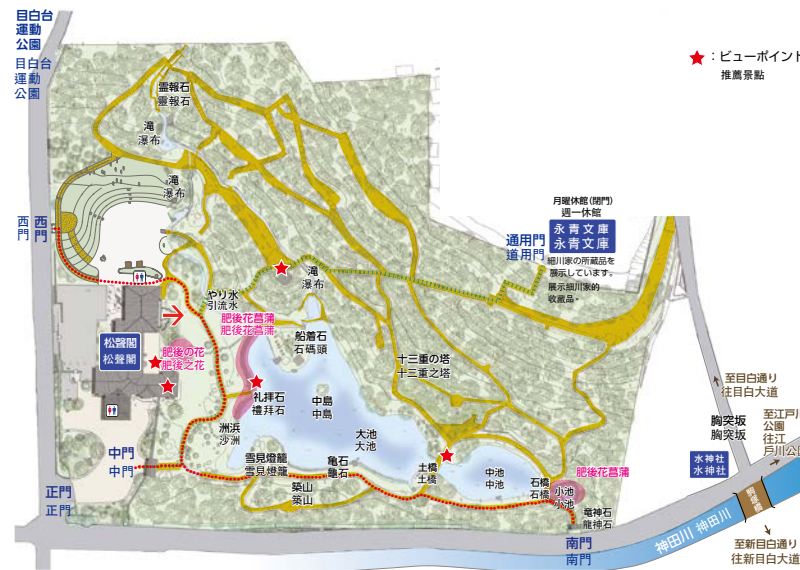 目白台
運動
公園
目白台
運動
公園
★：ビューポイント
推薦景點
霊報石
靈報石
滝
瀑布
滝
瀑布
西門
西門
月曜休館(閉門)
週一休館
永青文庫
永青文庫
細川家の所蔵品を
展示しています。
展示細川家的
收藏品。
通用門
道用門
滝
瀑布
やり水
引流水
肥後花菖蒲
肥後花菖蒲
船着石
石碼頭
松聲閣
松聲閣
肥後の花
肥後之花
十三重の塔
十三重之塔
礼拝石
禮拜石
中島
中島
洲浜
沙洲
大池
大池
至目白通り
往目白大道
胸突坂
胸突坂
至江戸川
公園
往江
戶川公園
水神社
水神社
中門
中門
雪見燈籠
雪見燈籠
亀石
龜石
土橋
土橋
中池
中池
石橋
石橋
肥後花菖蒲
小池
小池
築山
築山
正門
正門
竜神石
龍神石
南門
南門
神田川 神田川
駒塚橋
至新目白通り
往新目白大道